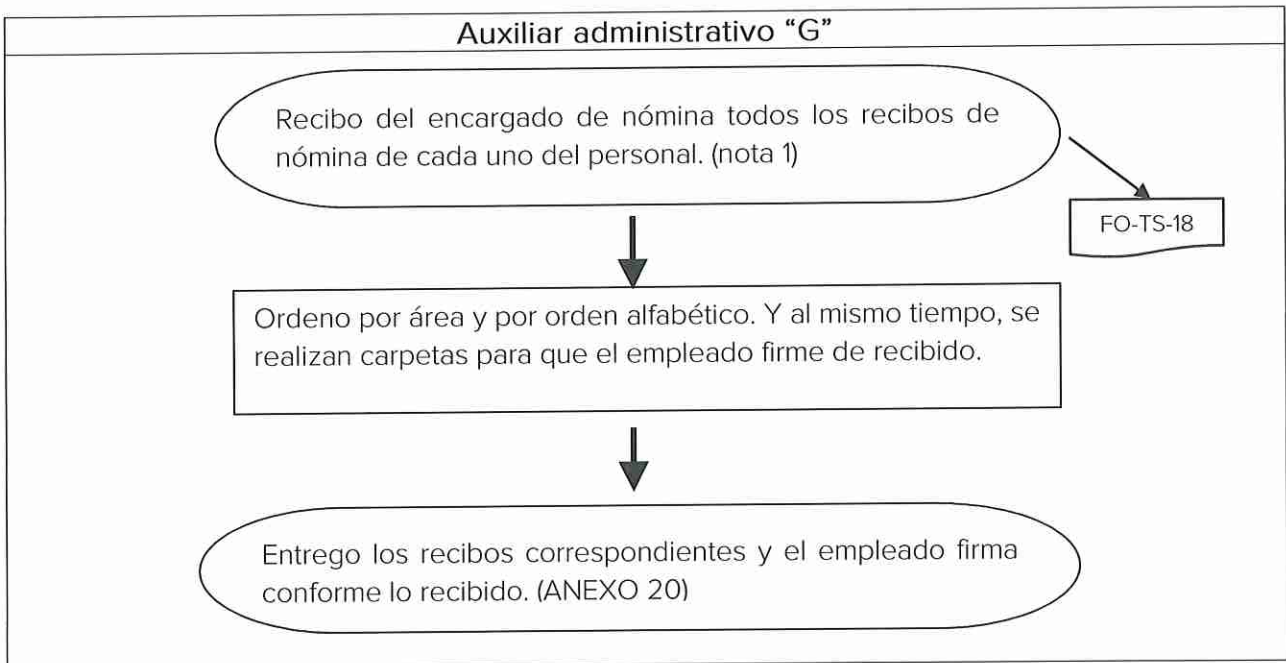 Auxiliar administrativo “G”
Recibo del encargado de nómina todos los recibos de
nómina de cada uno del personal. (nota 1)
FO-TS-18
Ordeno por área y por orden alfabético. Y al mismo tiempo, se
realizan carpetas para que el empleado firme de recibido.
Entrego los recibos correspondientes y el empleado firma
conforme lo recibido. (ANEXO 20)